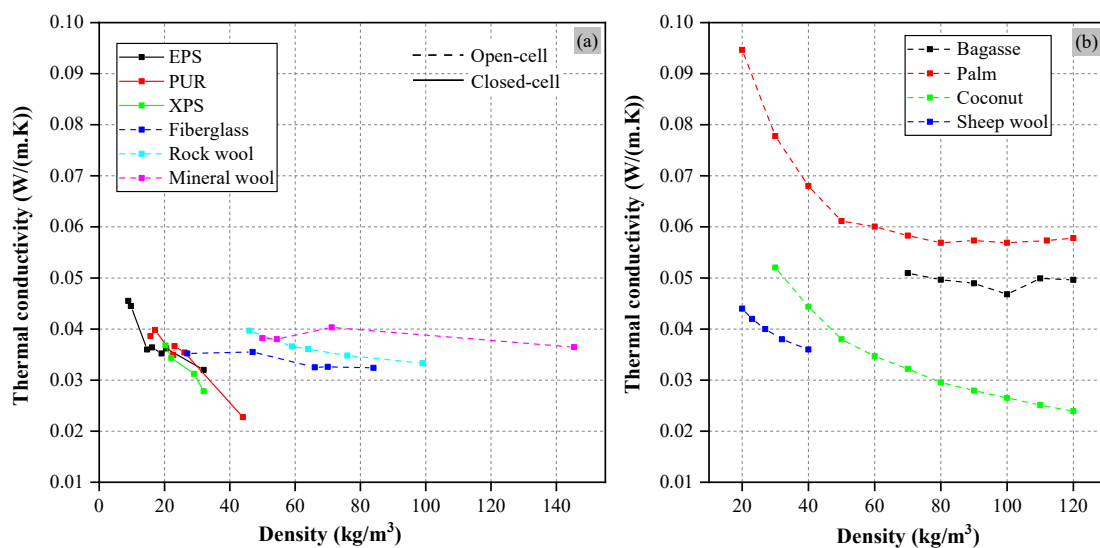 (a)
EPS
PUR
XPS
Fiberglass
Rock wool
Mineral wool
Open-cell
Closed-cell
Thermal conductivity (W/(m.K))
0.10
0.09
0.08
0.07
0.06
0.05
0.04
0.03
0.02
0.01
0 20 40 60 80 100 120 140
Density (kg/m³)
(b)
Bagasse
Palm
Coconut
Sheep wool
Thermal conductivity (W/(m.K))
0.10
0.09
0.08
0.07
0.06
0.05
0.04
0.03
0.02
0.01
20 40 60 80 100 120
Density (kg/m³)